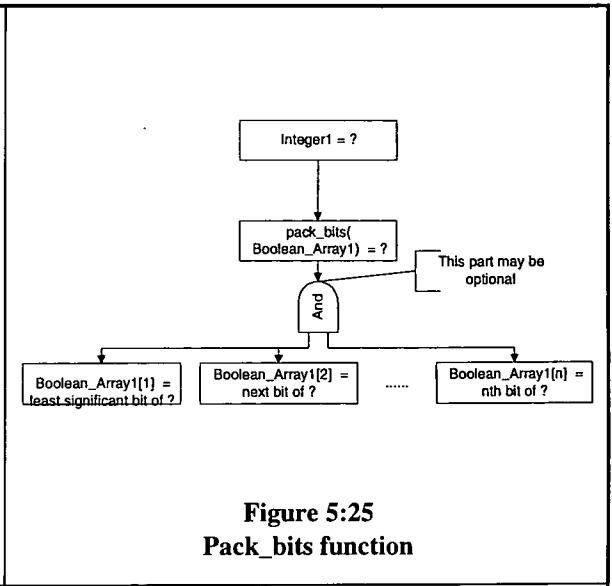 Integer1 = ?
pack_bits(
Boolean_Array1) = ?
This part may be
optional
And
Boolean_Array1[1] =
least significant bit of ?
Boolean_Array1[2] =
next bit of ?
......
Boolean_Array1[n] =
nth bit of ?
Figure 5:25
Pack_bits function